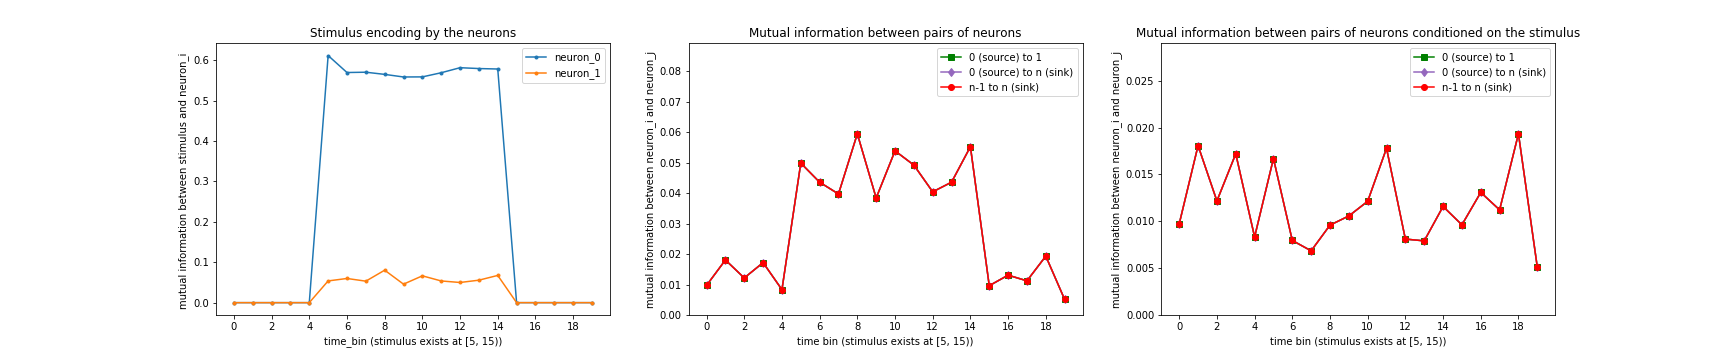 Stimulus encoding by the neurons
mutual information between stimulus and neuron_i
0.6
0.5
0.4
0.3
0.2
0.1
0.0
neuron_0
neuron_1
0 2 4 6 8 10 12 14 16 18
time_bin (stimulus exists at [5, 15))
Mutual information between pairs of neurons
mutual information between neuron_i and neuron_j
0.08
0.07
0.06
0.05
0.04
0.03
0.02
0.01
0.00
0 (source) to 1
0 (source) to n (sink)
n-1 to n (sink)
0 2 4 6 8 10 12 14 16 18
time bin (stimulus exists at [5, 15))
Mutual information between pairs of neurons conditioned on the stimulus
mutual information between neuron_i and neuron_j
0.025
0.020
0.015
0.010
0.005
0.000
0 (source) to 1
0 (source) to n (sink)
n-1 to n (sink)
0 2 4 6 8 10 12 14 16 18
time bin (stimulus exists at [5, 15))